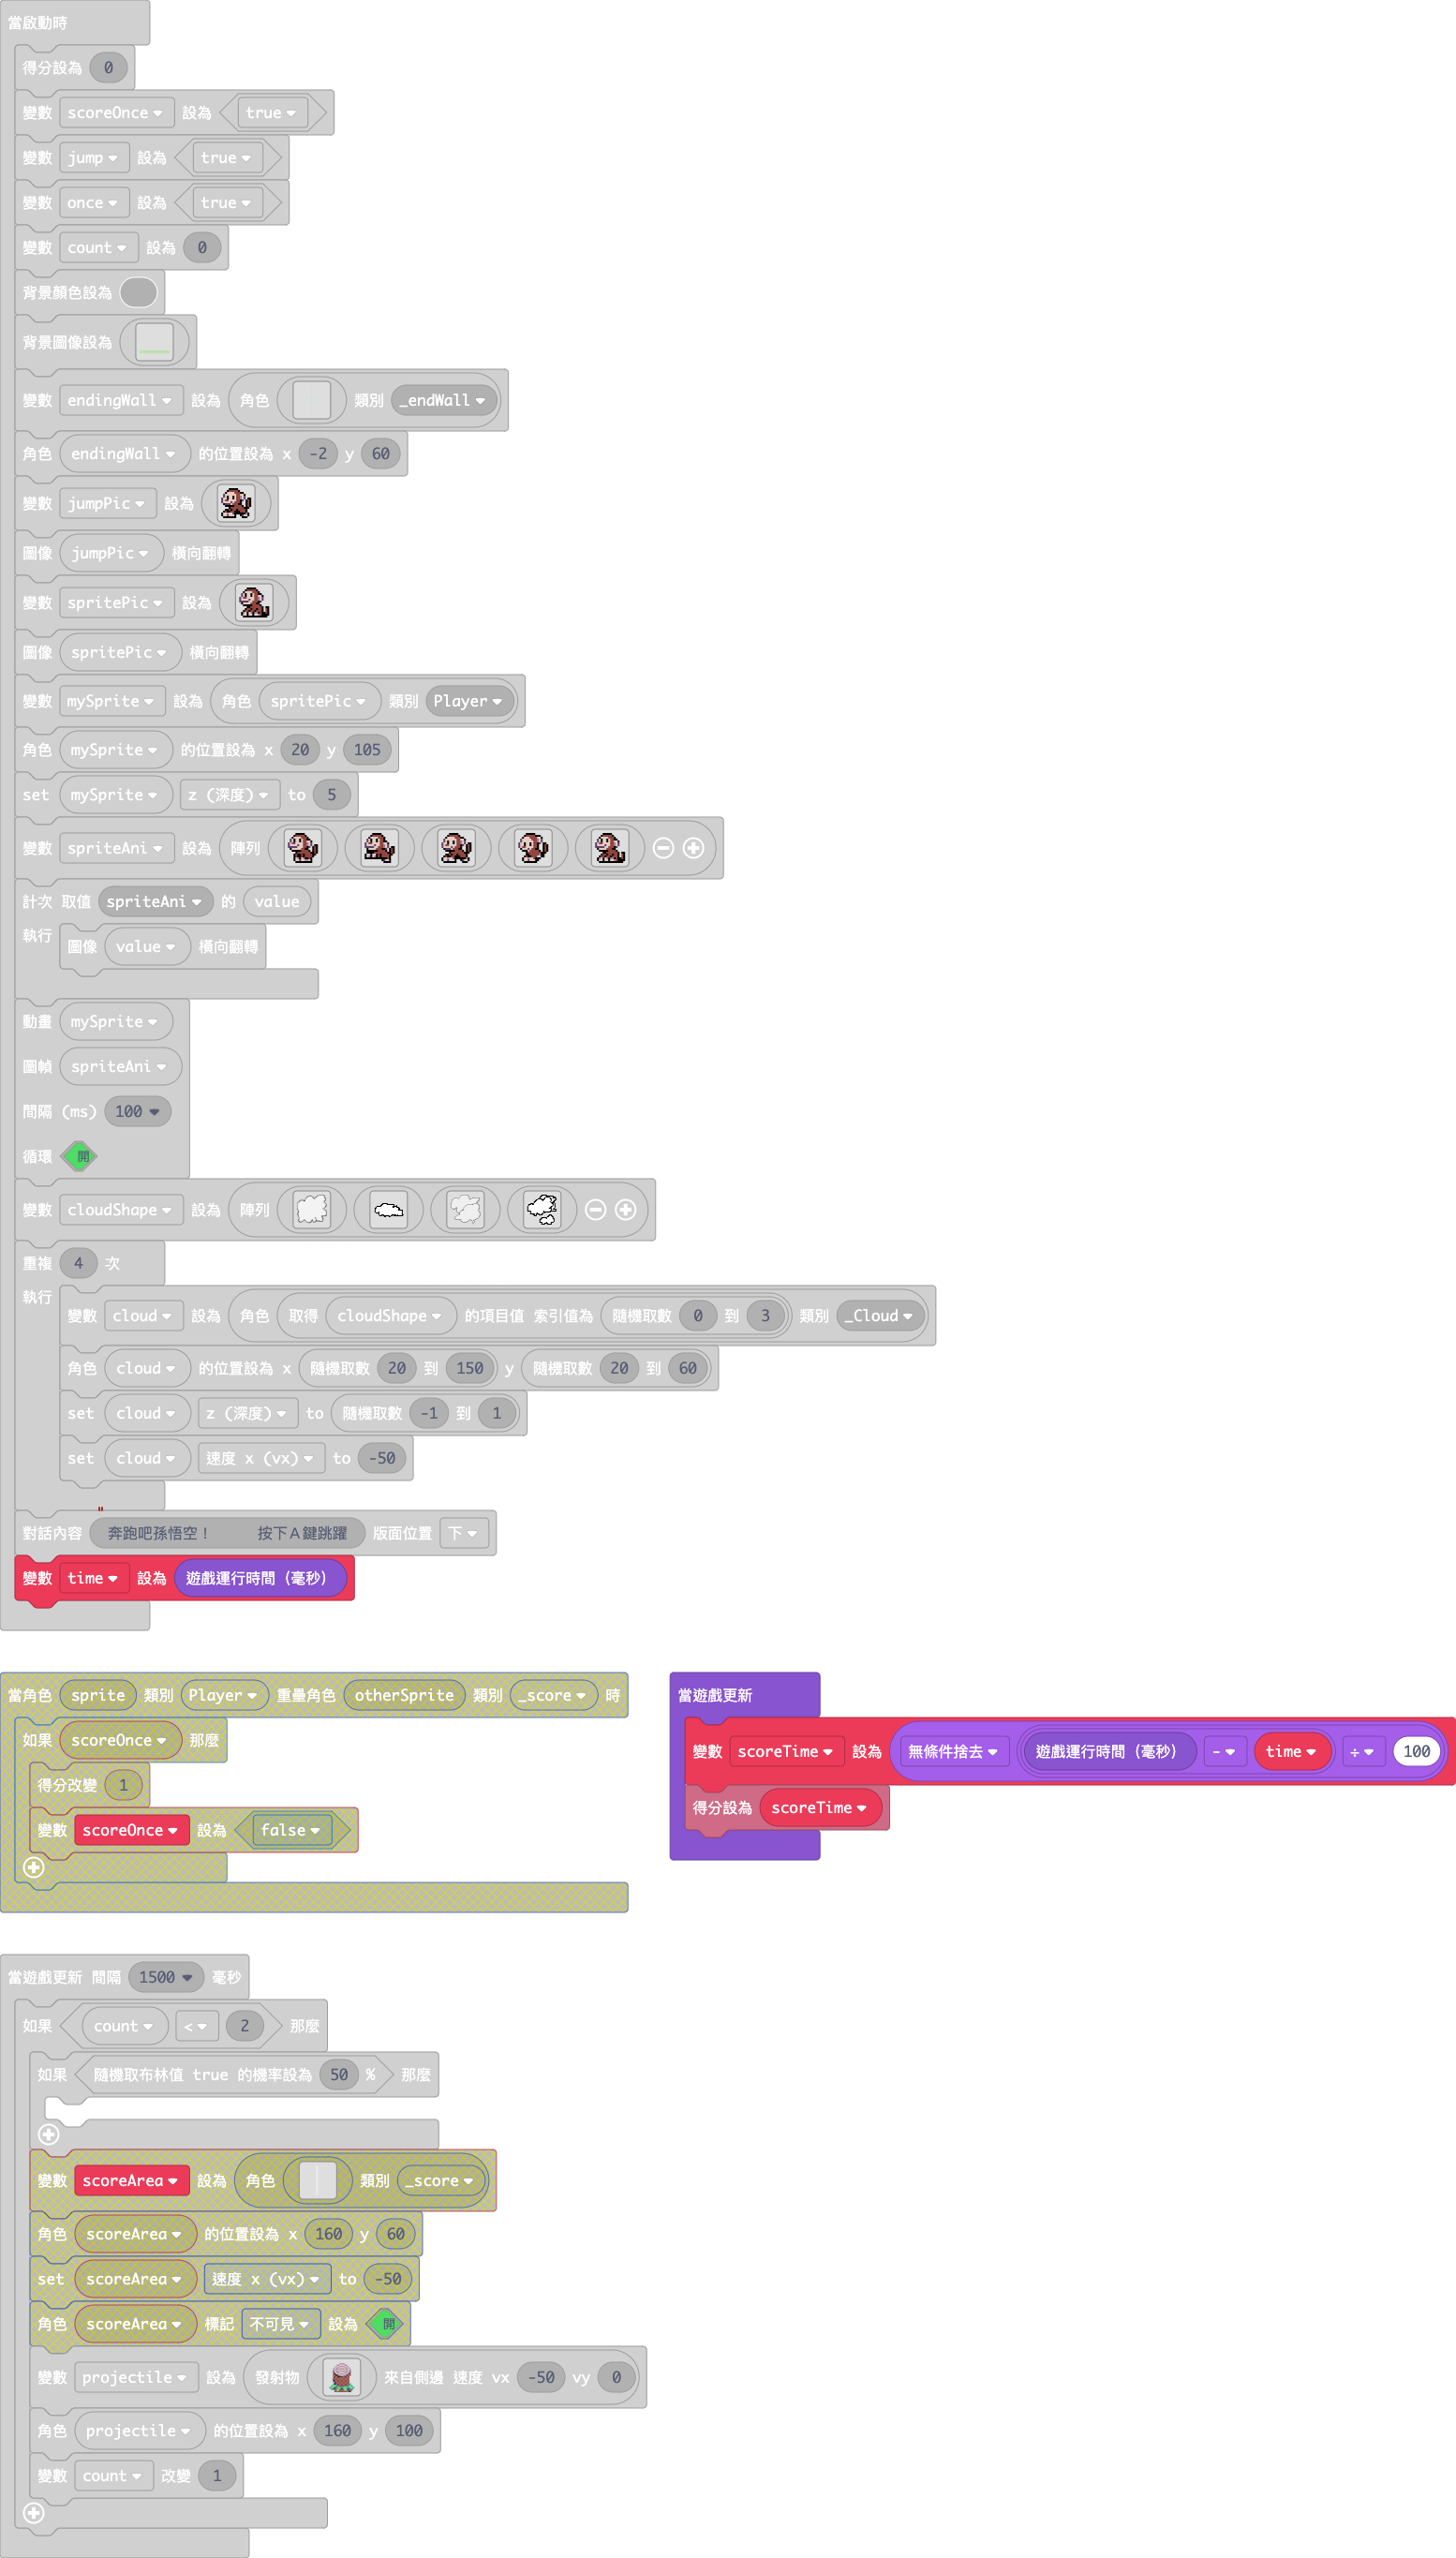 當啟動時
得分設為 0
變數 scoreOnce 設為 true
變數 jump 設為 true
變數 once 設為 true
變數 count 設為 0
背景顏色設為
背景圖像設為
變數 endingWall 設為 角色 類別 _endWall
角色 endingWall 的位置設為 x -2 y 60
變數 jumpPic 設為
圖像 jumpPic 橫向翻轉
變數 spritePic 設為
圖像 spritePic 橫向翻轉
變數 mySprite 設為 角色 spritePic 類別 Player
角色 mySprite 的位置設為 x 20 y 105
set mySprite z (深度) to 5
變數 spriteAni 設為 陣列
計次 取值 spriteAni 的 value
執行
圖像 value 橫向翻轉
動畫 mySprite
圖幀 spriteAni
間隔 (ms) 100
循環 開
變數 cloudShape 設為 陣列
重複 4 次
執行
變數 cloud 設為 角色 取得 cloudShape 的項目值 索引值為 隨機取數 0 到 3 類別 _Cloud
角色 cloud 的位置設為 x 隨機取數 20 到 150 y 隨機取數 20 到 60
set cloud z (深度) to 隨機取數 -1 到 1
set cloud 速度 x (vx) to -50
對話內容 " 奔跑吧孫悟空! 按下A鍵跳躍 版面位置 下
變數 time 設為 遊戲運行時間 (毫秒)
當角色 sprite 類別 Player 重疊角色 otherSprite 類別 _score 時
如果 scoreOnce 那麼
得分改變 1
變數 scoreOnce 設為 false
當遊戲更新
變數 scoreTime 設為 無條件捨去 遊戲運行時間 (毫秒) - time ÷ 100
得分設為 scoreTime
當遊戲更新 間隔 1500 毫秒
如果 count < 2 那麼
如果 隨機取布林值 true 的機率設為 50 % 那麼
變數 scoreArea 設為 角色 類別 _score
角色 scoreArea 的位置設為 x 160 y 60
set scoreArea 速度 x (vx) to -50
角色 scoreArea 標記 不可見 設為 開
變數 projectile 設為 發射物 來自側邊 速度 vx -50 vy 0
角色 projectile 的位置設為 x 160 y 100
變數 count 改變 1